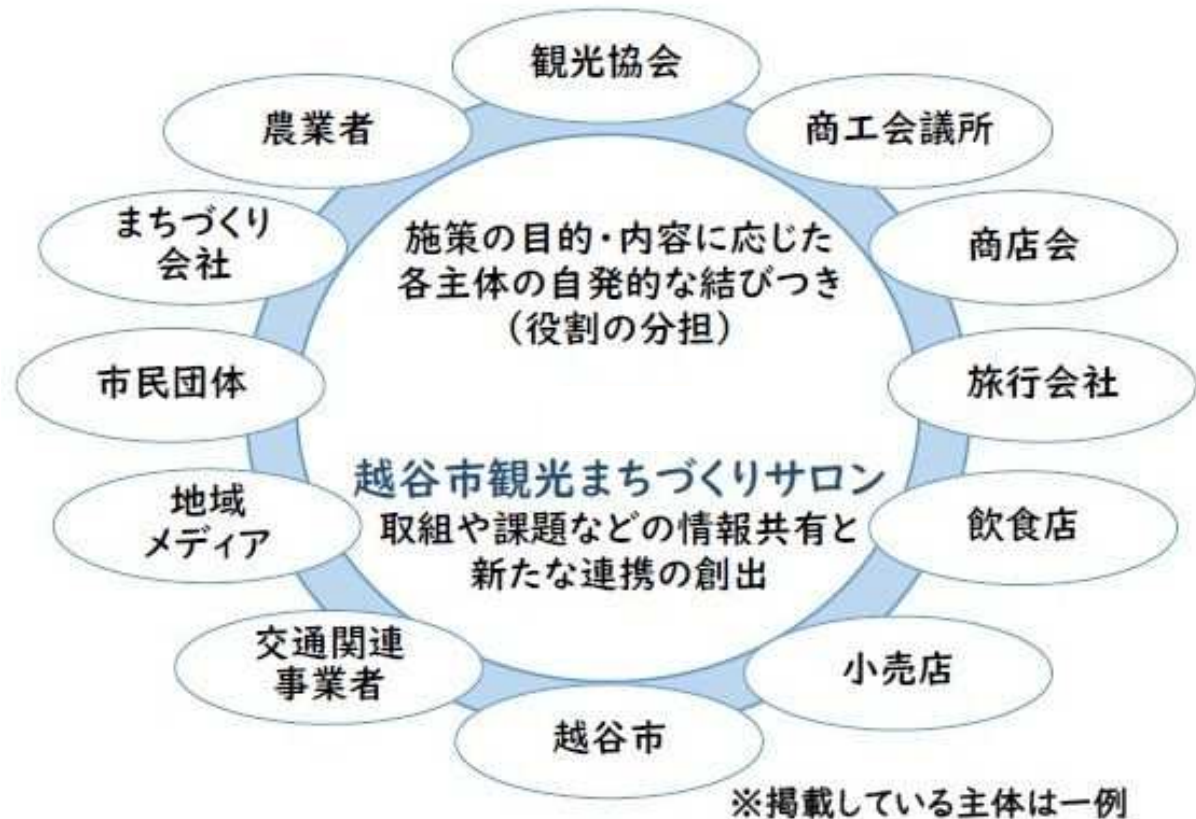 観光協会
農業者
商工会議所
まちづくり
会社
商店会
施策の目的・内容に応じた
各主体の自発的な結びつき
（役割の分担）
市民団体
旅行会社
越谷市観光まちづくりサロン
取組や課題などの情報共有と
新たな連携の創出
地域
メディア
飲食店
交通関連
事業者
小売店
越谷市
※掲載している主体は一例